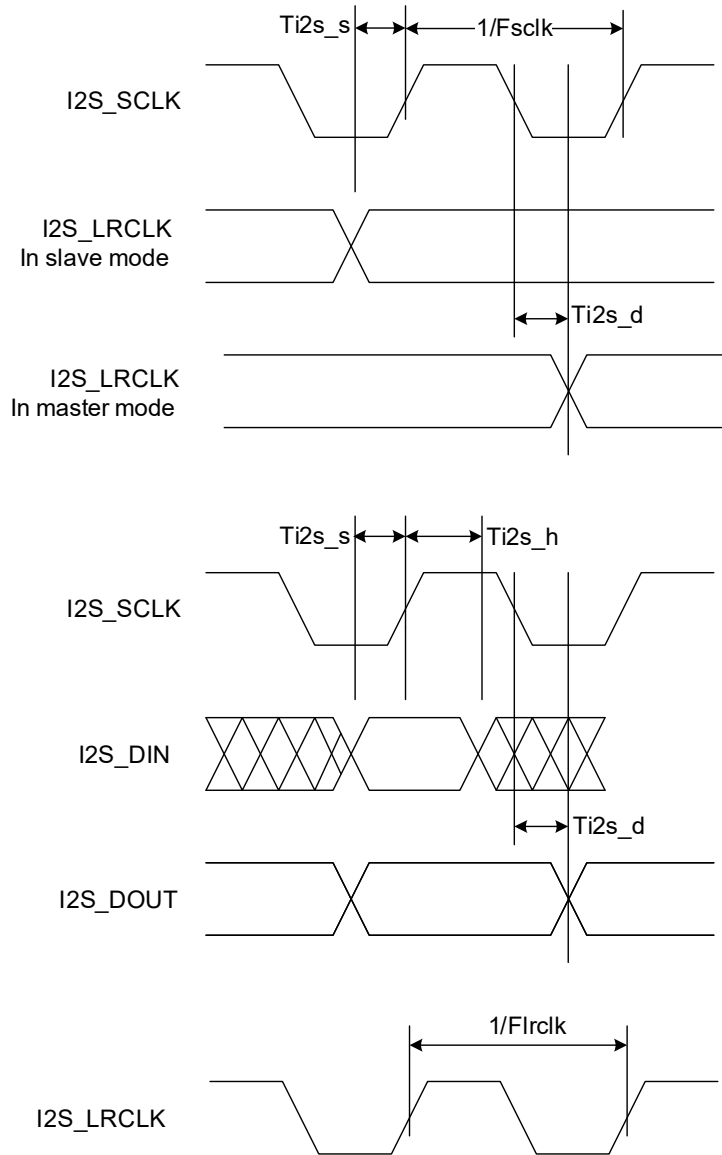 Ti2s_s
1/Fsclk
I2S_SCLK
I2S_LRCLK
In slave mode
Ti2s_d
I2S_LRCLK
In master mode
Ti2s_s
Ti2s_h
I2S_SCLK
I2S_DIN
Ti2s_d
I2S_DOUT
1/Flrclk
I2S_LRCLK